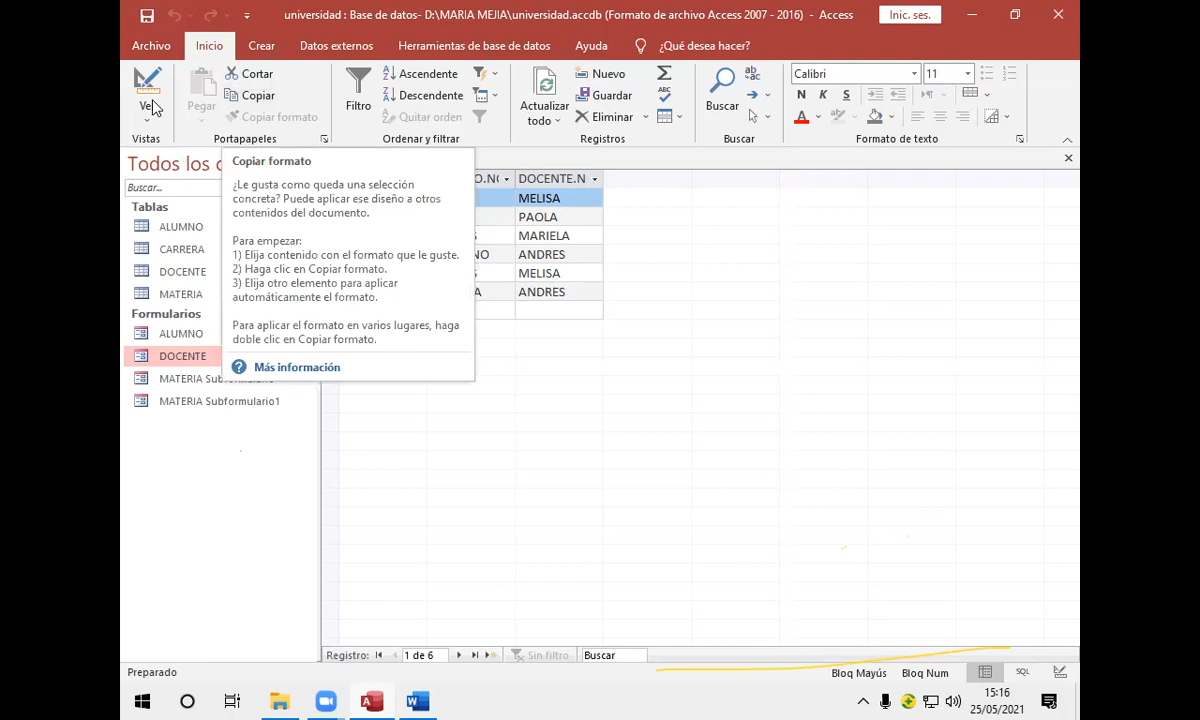 universidad : Base de datos- D:\MARIA MEJIA\universidad.accdb (Formato de archivo Access 2007 - 2016) - Access
Inic. ses.
Archivo Inicio Crear Datos externos Herramientas de base de datos Ayuda ¿Qué desea hacer?
Ver
Vistas
Pegar
Cortar
Copiar
Copiar formato
Portapapeles
Filtro
Ascendente
Descendente
Quitar orden
Ordenar y filtrar
Actualizar
todo
Nuevo
Guardar
Eliminar
Registros
Buscar
Buscar
Calibri 11
N K S
Formato de texto
Todos los
Buscar...
Tablas
ALUMNO
CARRERA
DOCENTE
MATERIA
Formularios
ALUMNO
DOCENTE
MATERIA
MATERIA Subformulario1
Copiar formato
¿Le gusta como queda una selección
concreta? Puede aplicar ese diseño a otros
contenidos del documento.
Para empezar:
1) Elija contenido con el formato que le guste.
2) Haga clic en Copiar formato.
3) Elija otro elemento para aplicar
automáticamente el formato.
Para aplicar el formato en varios lugares, haga
doble clic en Copiar formato.
Más información
DOCENTE.N
MELISA
PAOLA
MARIELA
ANDRES
MELISA
ANDRES
Registro: 1 de 6 Sin filtro Buscar
Preparado
Bloq Mayús Bloq Num SQL
15:16
25/05/2021